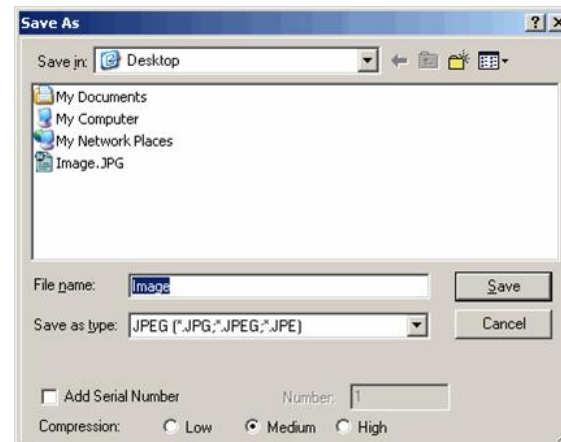 Save As
Save in: Desktop
My Documents
My Computer
My Network Places
Image.JPG
File name: Image Save
Save as type: JPEG (*.JPG;*.JPEG;*.JPE) Cancel
Add Serial Number Number: 1
Compression: Low Medium High